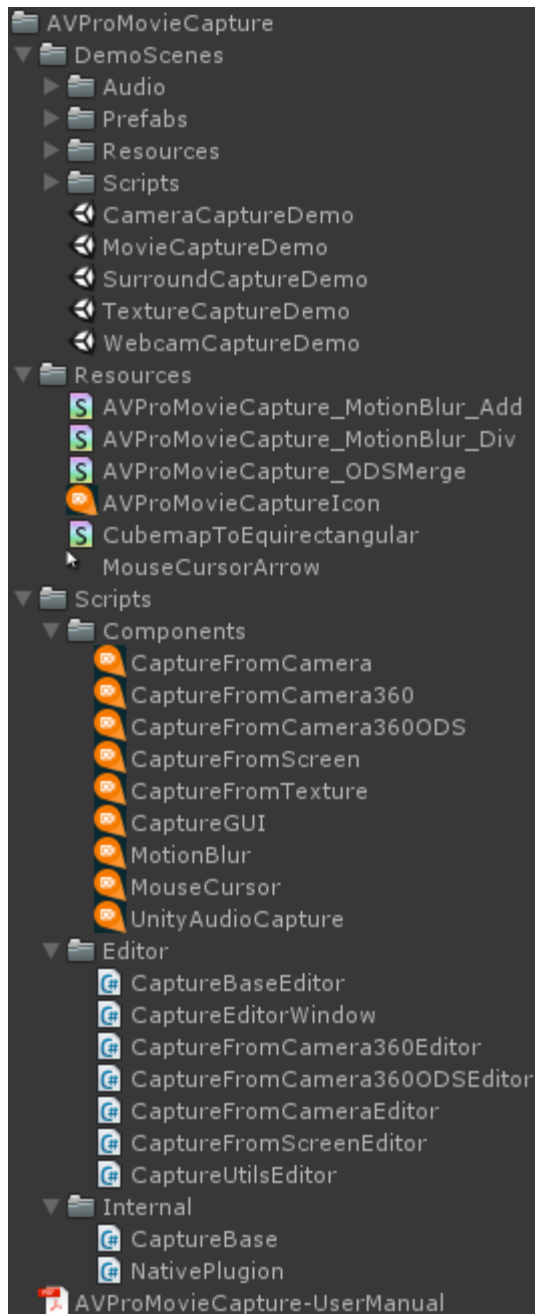 AVProMovieCapture
DemoScenes
Audio
Prefabs
Resources
Scripts
CameraCaptureDemo
MovieCaptureDemo
SurroundCaptureDemo
TextureCaptureDemo
WebcamCaptureDemo
Resources
AVProMovieCapture_MotionBlur_Add
AVProMovieCapture_MotionBlur_Div
AVProMovieCapture_ODSMerge
AVProMovieCaptureIcon
CubemapToEquirectangular
MouseCursorArrow
Scripts
Components
CaptureFromCamera
CaptureFromCamera360
CaptureFromCamera360ODS
CaptureFromScreen
CaptureFromTexture
CaptureGUI
MotionBlur
MouseCursor
UnityAudioCapture
Editor
CaptureBaseEditor
CaptureEditorWindow
CaptureFromCamera360Editor
CaptureFromCamera360ODSEditor
CaptureFromCameraEditor
CaptureFromScreenEditor
CaptureUtilsEditor
Internal
CaptureBase
NativePlugion
AVProMovieCapture-UserManual